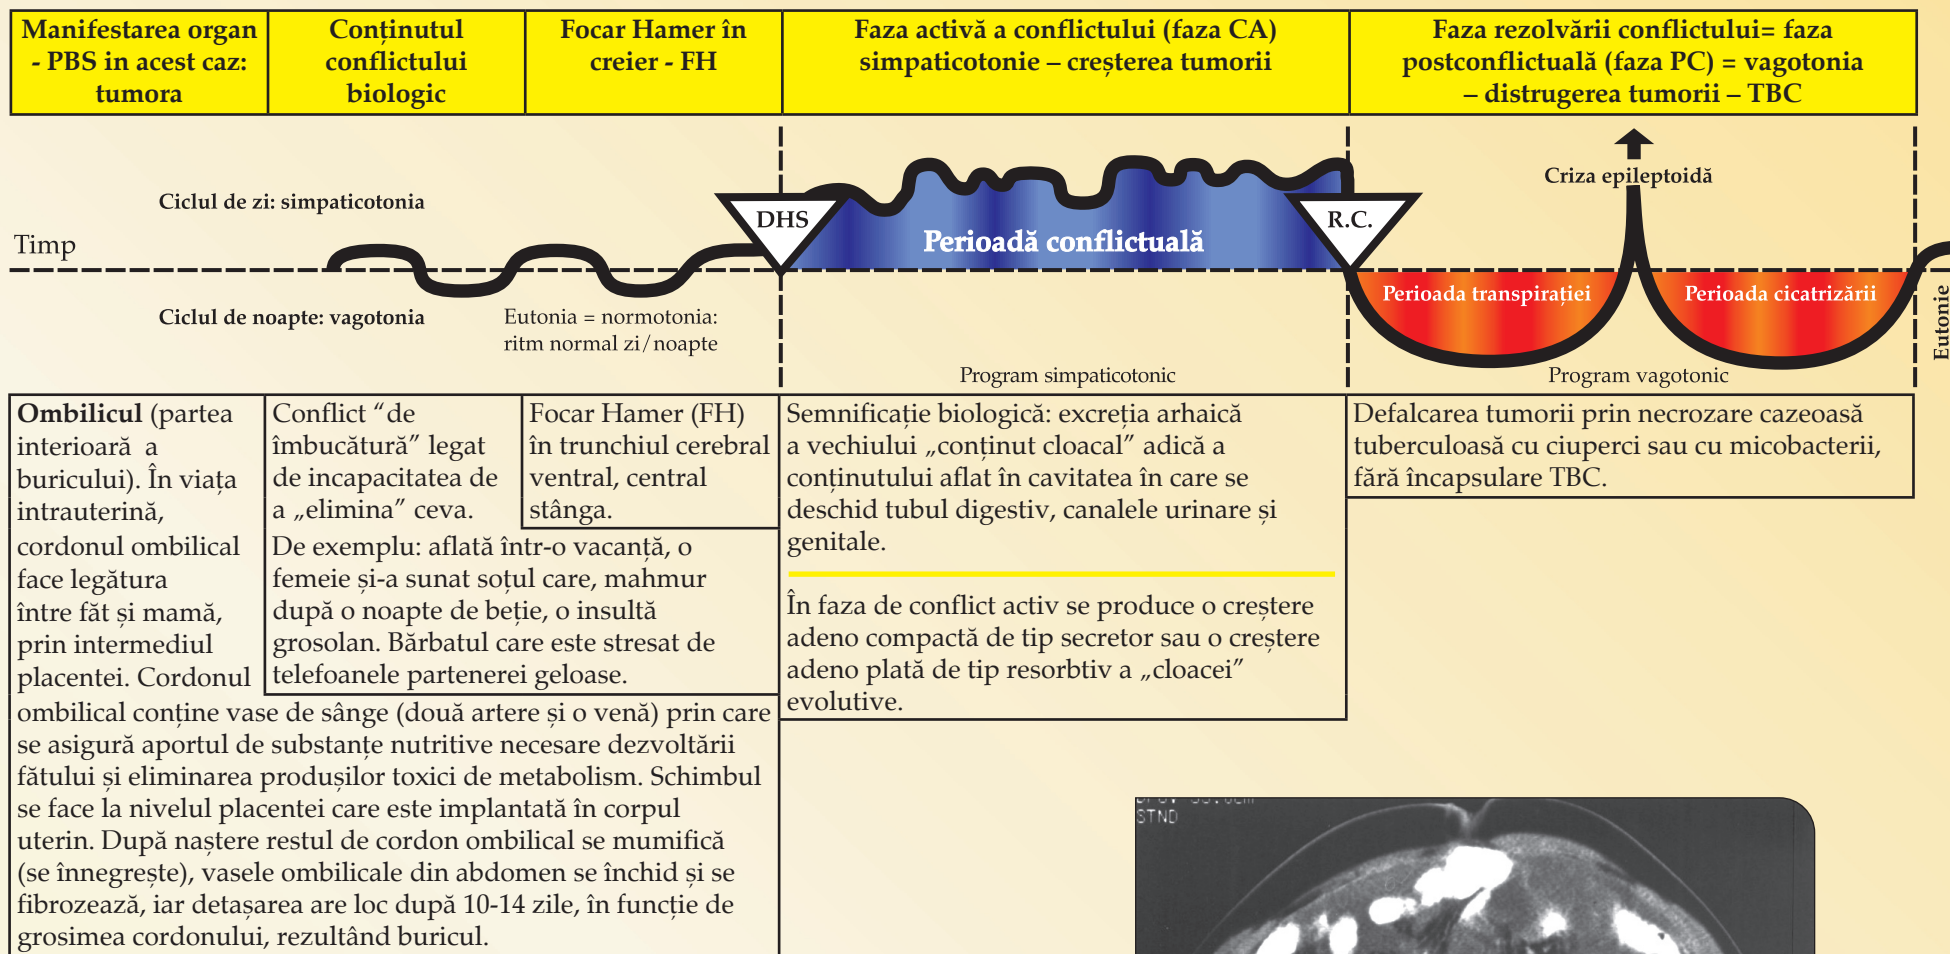 Manifestarea organ
- PBS in acest caz:
tumora
Conținutul
conflictului
biologic
Focar Hamer în
creier - FH
Faza activă a conflictului (faza CA)
simpaticotonie – creșterea tumorii
Faza rezolvării conflictului= faza
postconflictuală (faza PC) = vagotonia
– distrugerea tumorii – TBC
Criza epileptoidă
Ciclul de zi: simpaticotonia
DHS
R.C.
Timp
Perioadă conflictuală
Perioada transpirației
Perioada cicatrizării
Eutonie
Ciclul de noapte: vagotonia
Eutonia = normotonia:
ritm normal zi/noapte
Program simpaticotonic
Program vagotonic
Ombilicul (partea
interioară a
buricului). În viața
intrauterină,
cordonul ombilical
face legătura
între făt și mamă,
prin intermediul
placentei. Cordonul
ombilical conține vase de sânge (două artere și o venă) prin care
se asigură aportul de substanțe nutritive necesare dezvoltării
fătului și eliminarea produșilor toxici de metabolism. Schimbul
se face la nivelul placentei care este implantată în corpul
uterin. După naștere restul de cordon ombilical se mumifică
(se înnegrește), vasele ombilicale din abdomen se închid și se
fibrozează, iar detașarea are loc după 10-14 zile, în funcție de
grosimea cordonului, rezultând buricul.
Conflict “de
îmbucătură” legat
de incapacitatea de
a „elimina” ceva.
De exemplu: aflată într-o vacanță, o
femeie și-a sunat soțul care, mahmur
după o noapte de beție, o insultă
grosolan. Bărbatul care este stresat de
telefoanele partenerei geloase.
Focar Hamer (FH)
în trunchiul cerebral
ventral, central
stânga.
Semnificație biologică: excreția arhaică
a vechiului „conținut cloacal” adică a
conținutului aflat în cavitatea în care se
deschid tubul digestiv, canalele urinare și
genitale.
În faza de conflict activ se produce o creștere
adeno compactă de tip secretor sau o creștere
adeno plată de tip resorbtiv a „cloacei”
evolutive.
Defalcarea tumorii prin necrozare cazeoasă
tuberculoasă cu ciuperci sau cu micobacterii,
fără încapsulare TBC.
STND